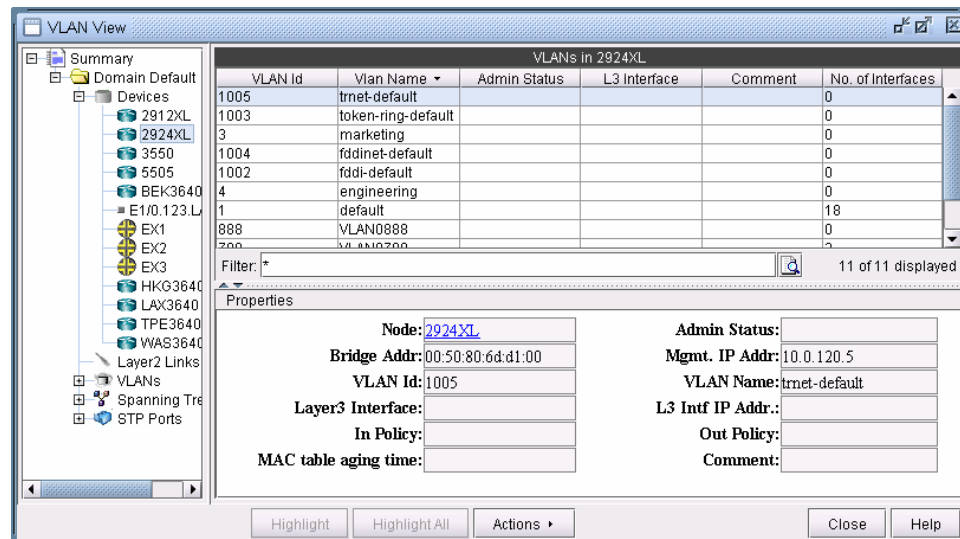 VLAN View
Summary
Domain Default
Devices
2912XL
2924XL
3550
5505
BEK3640
E1/0.123.L
EX1
EX2
EX3
HKG3640
LAX3640
TPE3640
WAS3640
Layer2 Links
VLANs
Spanning Tre
STP Ports
VLANs in 2924XL
VLAN Id Vlan Name Admin Status L3 Interface Comment No. of Interfaces
1005 trnet-default 0
1003 token-ring-default 0
3 marketing 0
1004 fddinet-default 0
1002 fddi-default 0
4 engineering 0
1 default 18
888 VLAN0888 0
Filter: * 11 of 11 displayed
Properties
Node: 2924XL Admin Status:
Bridge Addr: 00:50:80:6d:d1:00 Mgmt. IP Addr: 10.0.120.5
VLAN Id: 1005 VLAN Name: trnet-default
Layer3 Interface: L3 Intf IP Addr.:
In Policy: Out Policy:
MAC table aging time: Comment:
Highlight Highlight All Actions Close Help